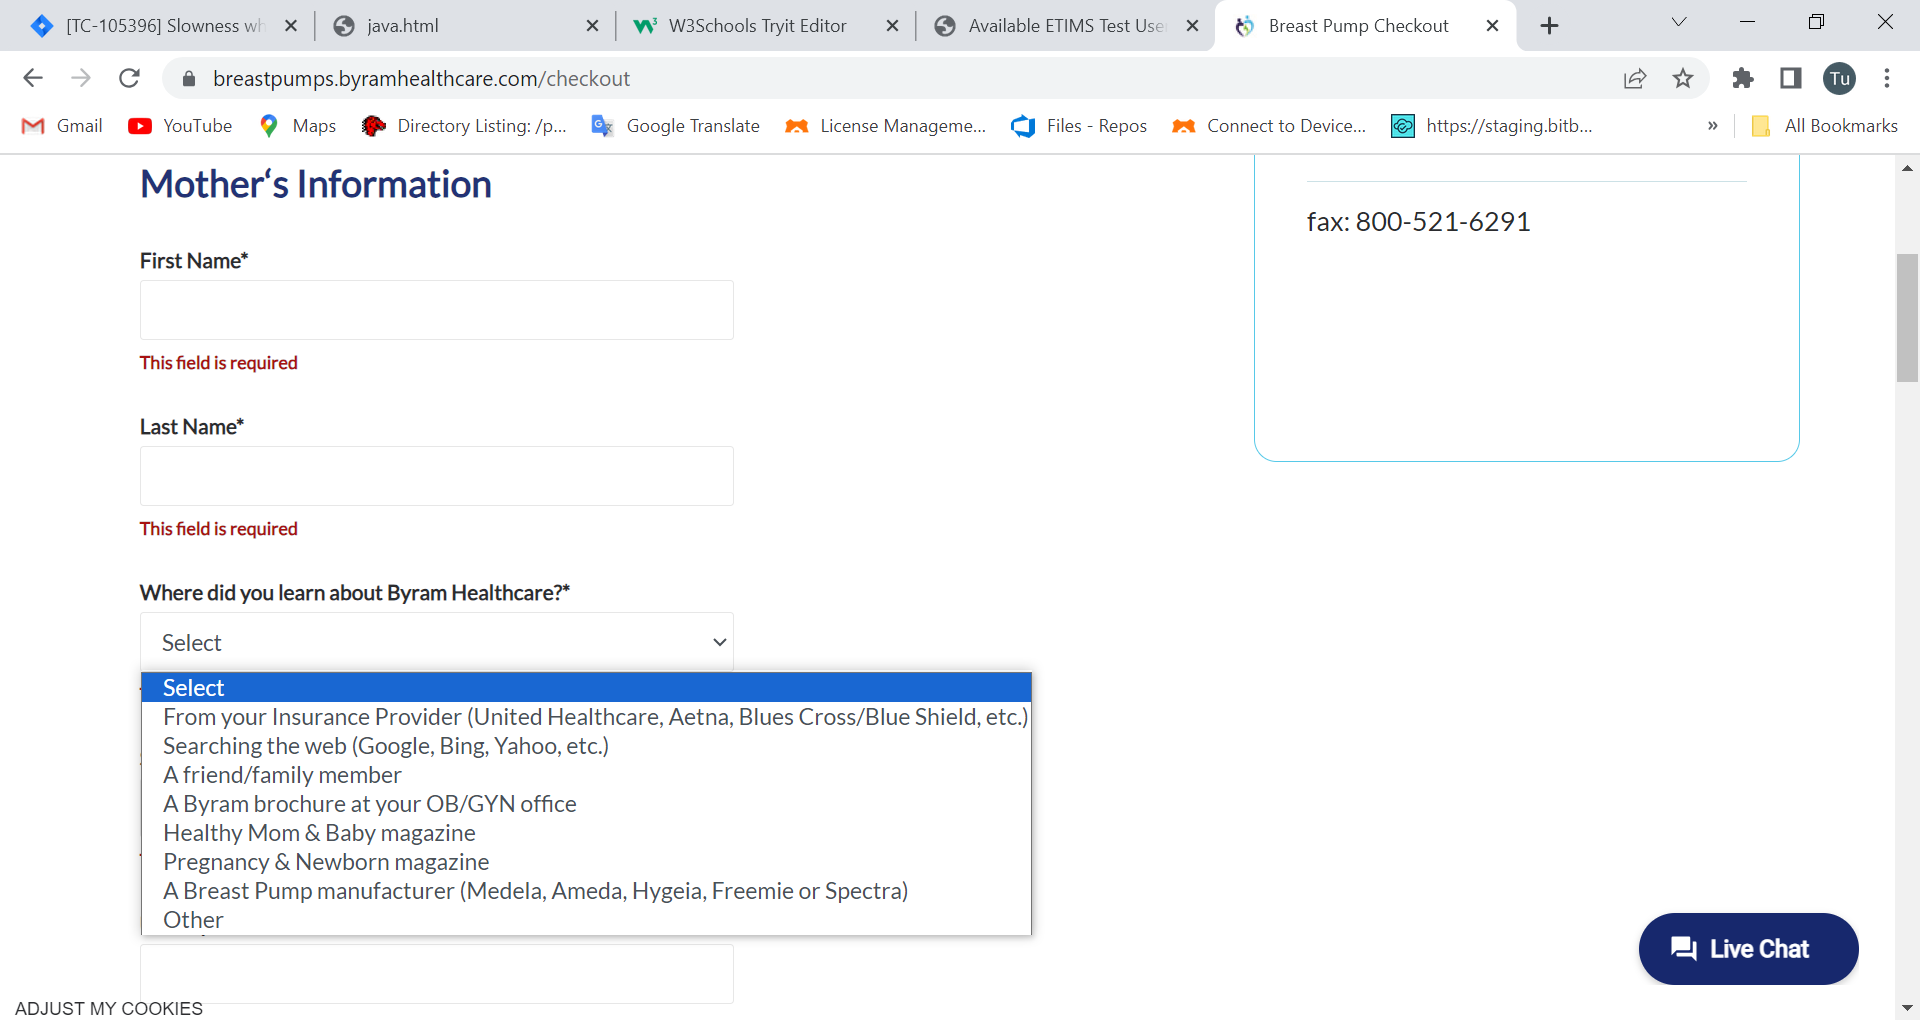 [TC-105396] Slowness wh
java.html
W3Schools Tryit Editor
Available ETIMS Test User
Breast Pump Checkout
breastpumps.byramhealthcare.com/checkout
Tu
Gmail
YouTube
Maps
Directory Listing: /p...
Google Translate
License Manageme...
Files - Repos
Connect to Device...
https://staging.bitb...
»
All Bookmarks
Mother‘s Information
fax: 800-521-6291
First Name*
This field is required
Last Name*
This field is required
Where did you learn about Byram Healthcare?*
Select
Select
From your Insurance Provider (United Healthcare, Aetna, Blues Cross/Blue Shield, etc.)
Searching the web (Google, Bing, Yahoo, etc.)
A friend/family member
A Byram brochure at your OB/GYN office
Healthy Mom & Baby magazine
Pregnancy & Newborn magazine
A Breast Pump manufacturer (Medela, Ameda, Hygeia, Freemie or Spectra)
Other
Live Chat
ADJUST MY COOKIES